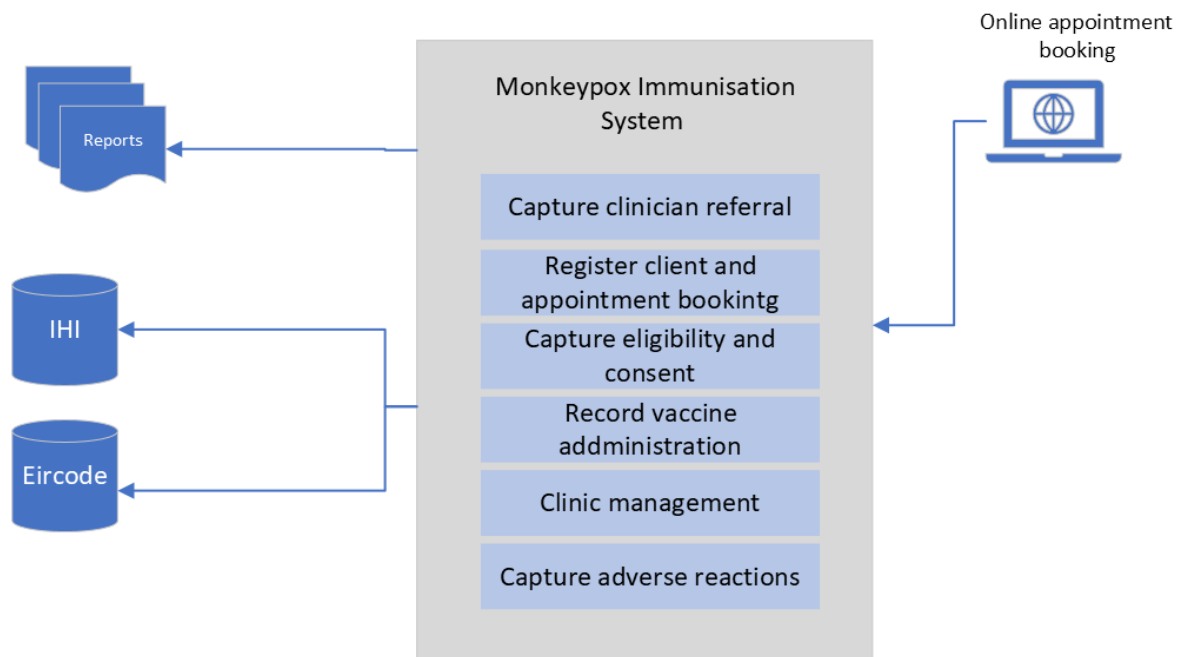 Online appointment
booking
Monkeypox Immunisation
System
Reports
Capture clinician referral
Register client and
appointment bookintg
IHI
Capture eligibility and
consent
Record vaccine
addministration
Eircode
Clinic management
Capture adverse reactions